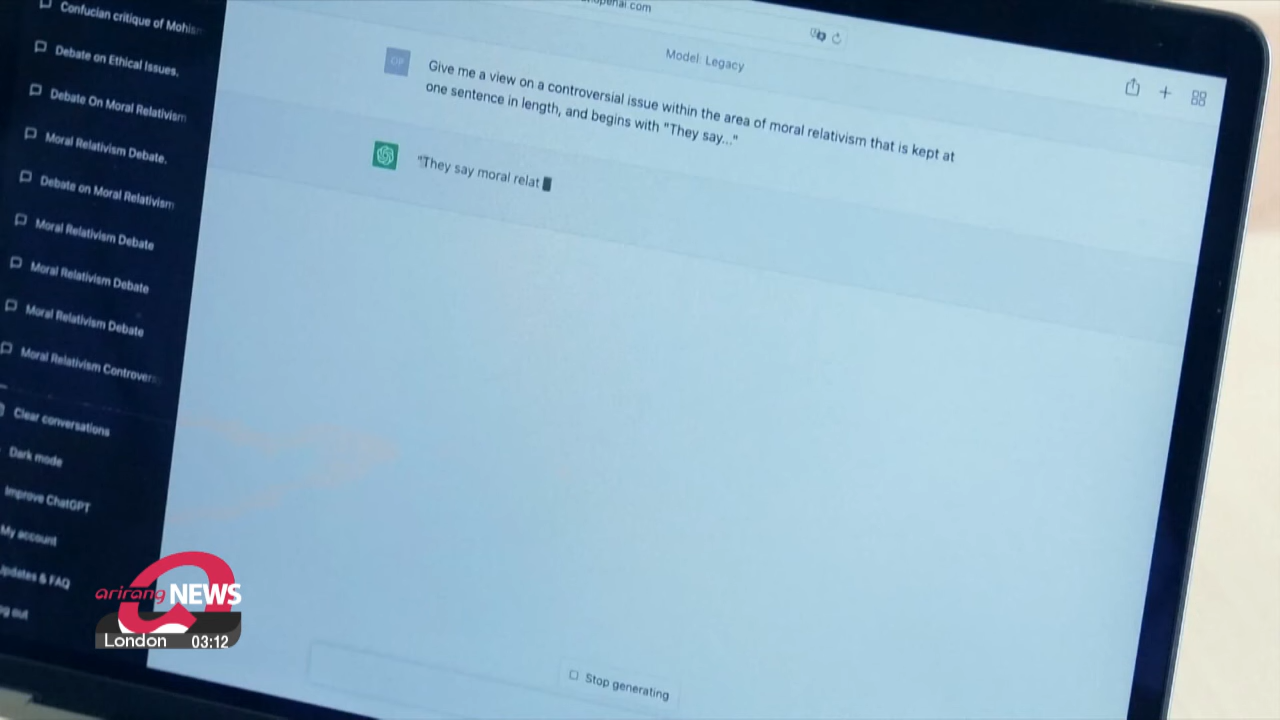 openai.com
Model: Legacy
Confucian critique of Mohism
Debate on Ethical Issues.
Debate On Moral Relativism
Moral Relativism Debate.
Debate on Moral Relativism
Moral Relativism Debate
Moral Relativism Debate
Moral Relativism Debate
Moral Relativism Controvers
Clear conversations
Dark mode
Improve ChatGPT
My account
Updates & FAQ
og out
Give me a view on a controversial issue within the area of moral relativism that is kept at
one sentence in length, and begins with "They say..."
"They say moral relat
Stop generating
arirang NEWS
London 03:12